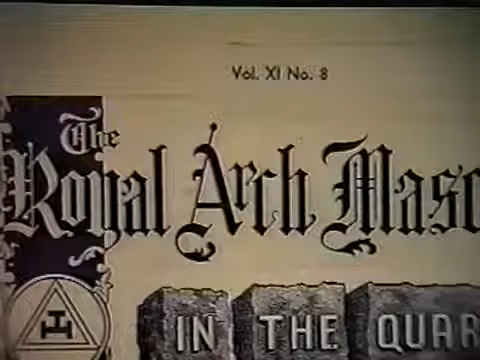 Vol. XI No. 8
The
Royal Arch Maso
IN THE QUAR